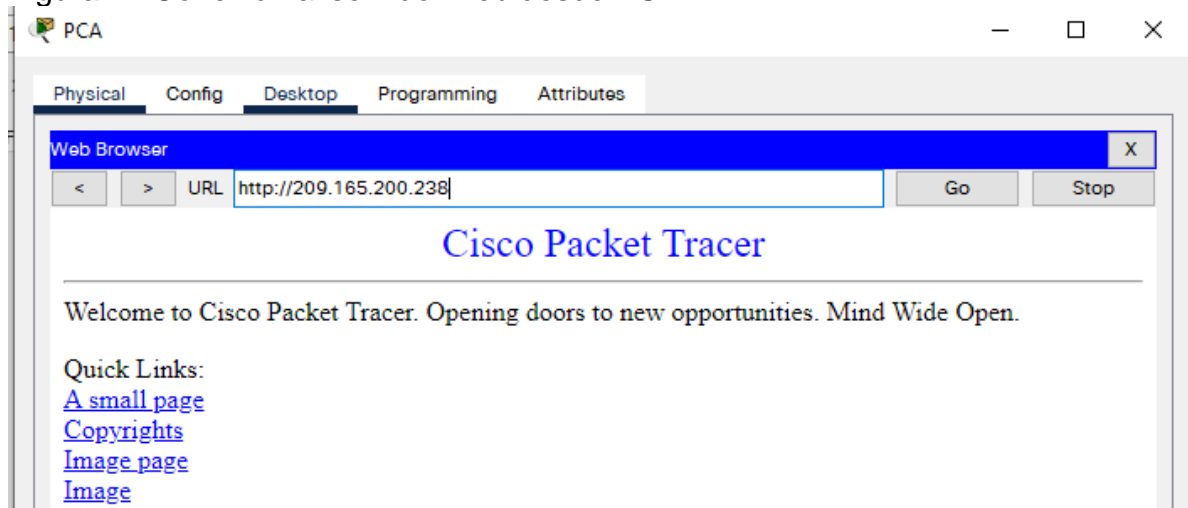 PCA
Physical Config Desktop Programming Attributes
Web Browser X
< > URL http://209.165.200.238 Go Stop
Cisco Packet Tracer
Welcome to Cisco Packet Tracer. Opening doors to new opportunities. Mind Wide Open.
Quick Links:
A small page
Copyrights
Image page
Image